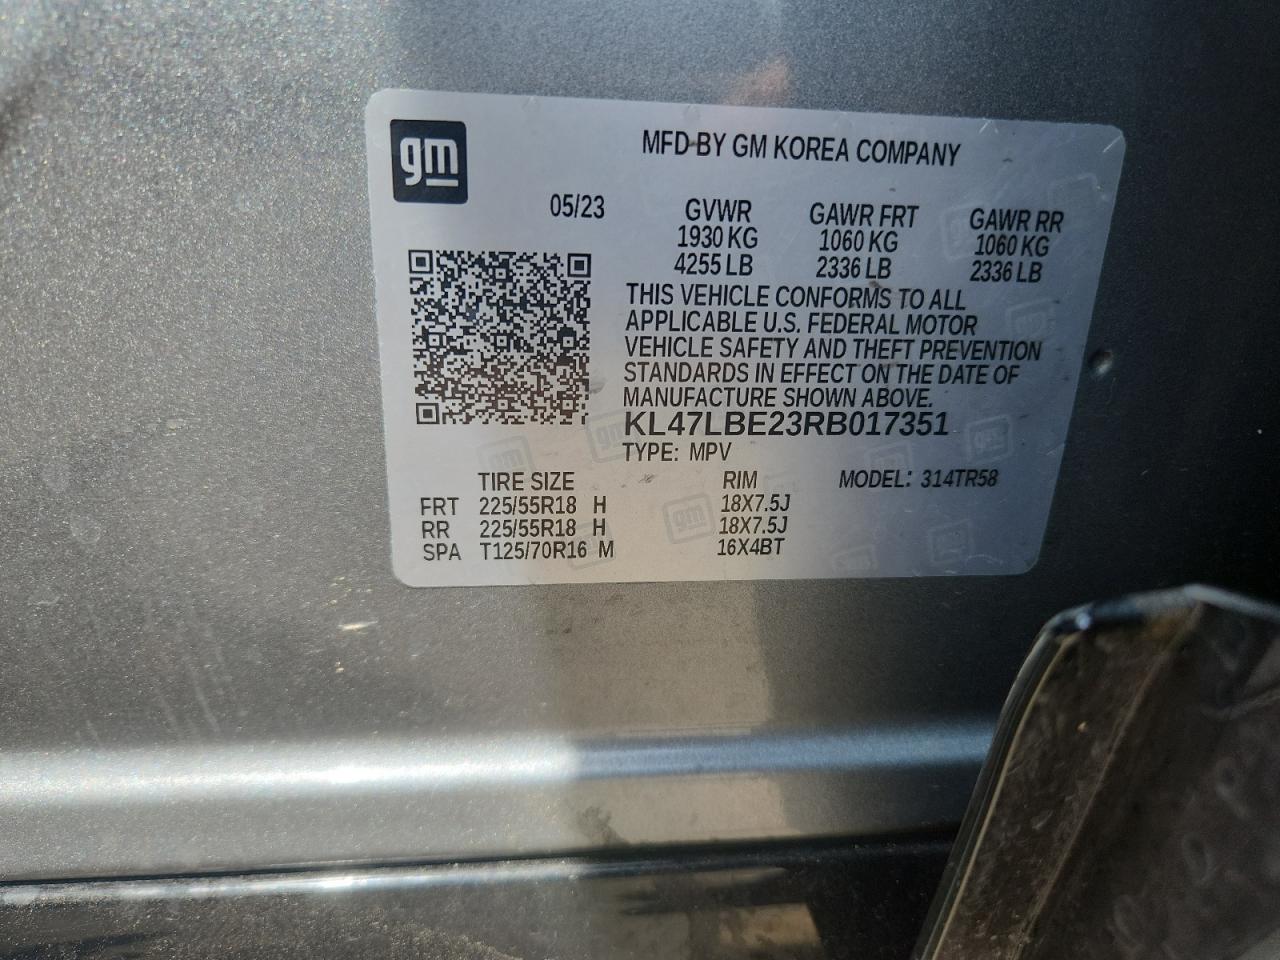 gm
MFD BY GM KOREA COMPANY
05/23
GVWR GAWR FRT GAWR RR
1930 KG 1060 KG 1060 KG
4255 LB 2336 LB 2336 LB
THIS VEHICLE CONFORMS TO ALL
APPLICABLE U.S. FEDERAL MOTOR
VEHICLE SAFETY AND THEFT PREVENTION
STANDARDS IN EFFECT ON THE DATE OF
MANUFACTURE SHOWN ABOVE.
KL47LBE23RB017351
TYPE: MPV
TIRE SIZE RIM MODEL: 314TR58
FRT 225/55R18 H 18X7.5J
RR 225/55R18 H 18X7.5J
SPA T125/70R16 M 16X4BT